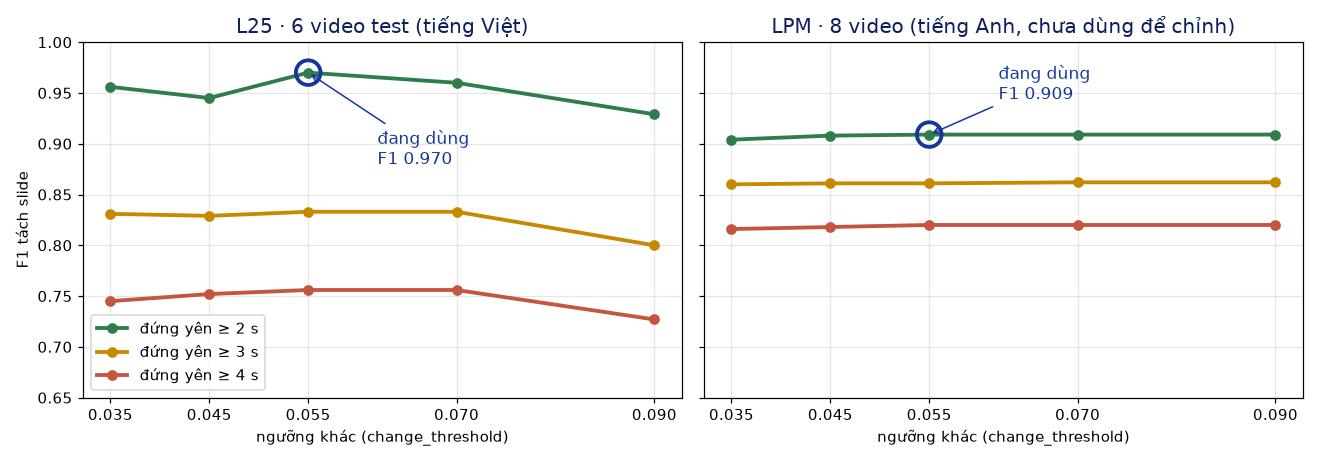 L25 · 6 video test (tiếng Việt)
F1 tách slide
1.00
0.95
0.90
0.85
0.80
0.75
0.70
0.65
đang dùng
F1 0.970
đứng yên ≥ 2 s
đứng yên ≥ 3 s
đứng yên ≥ 4 s
0.035 0.045 0.055 0.070 0.090
ngưỡng khác (change_threshold)
LPM · 8 video (tiếng Anh, chưa dùng để chỉnh)
đang dùng
F1 0.909
0.035 0.045 0.055 0.070 0.090
ngưỡng khác (change_threshold)